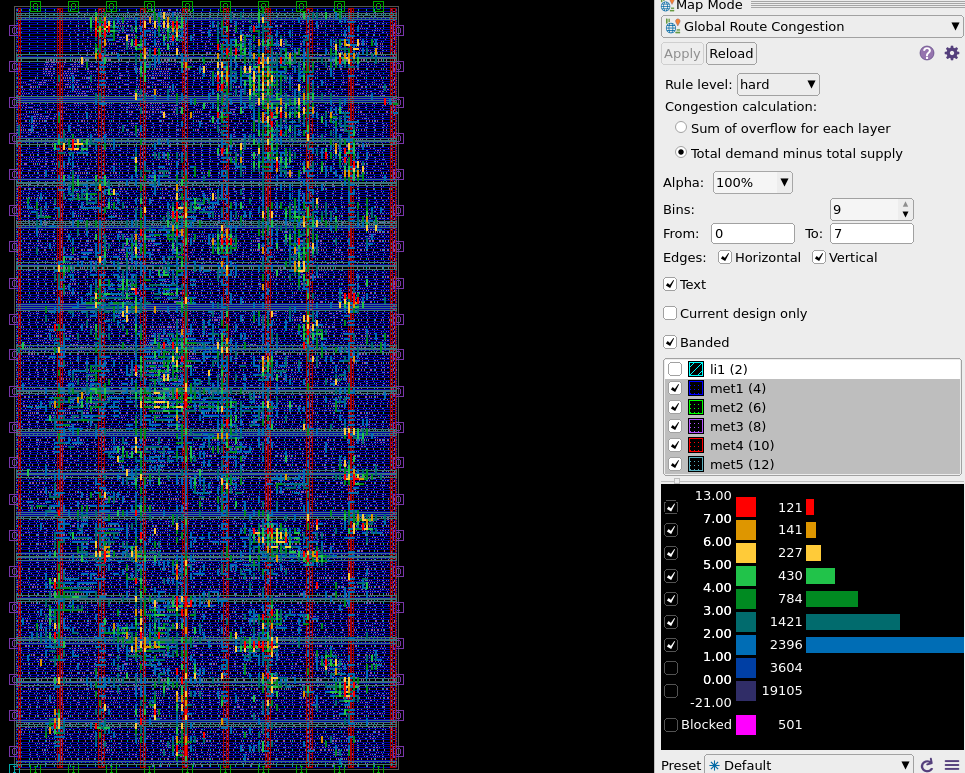 Map Mode
Global Route Congestion
Apply Reload
Rule level: hard
Congestion calculation:
Sum of overflow for each layer
Total demand minus total supply
Alpha: 100%
Bins: 9
From: 0 To: 7
Edges: Horizontal Vertical
Text
Current design only
Banded
li1 (2)
met1 (4)
met2 (6)
met3 (8)
met4 (10)
met5 (12)
13.00
121
7.00
141
6.00
227
5.00
430
4.00
784
3.00
1421
2.00
2396
1.00
3604
0.00
19105
-21.00
Blocked 501
Preset Default